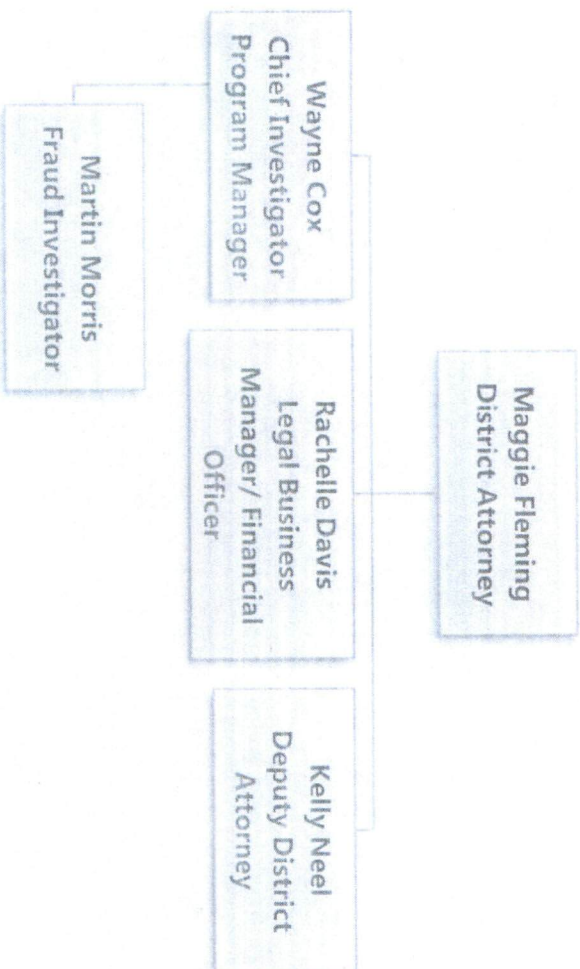 Maggie Fleming
District Attorney
Wayne Cox
Chief Investigator
Program Manager
Rachelle Davis
Legal Business
Manager/ Financial
Officer
Kelly Neel
Deputy District
Attorney
Martin Morris
Fraud Investigator